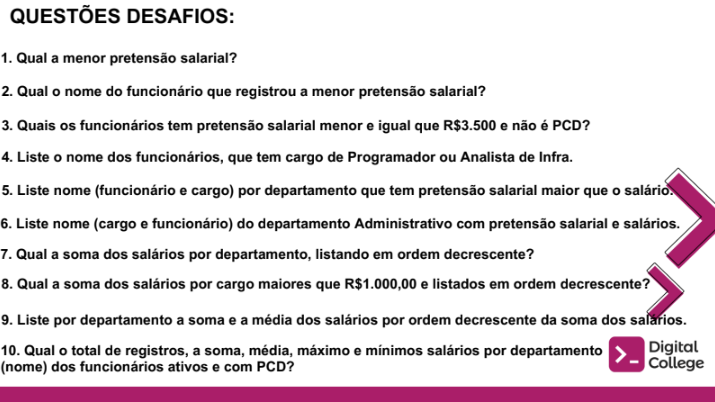 QUESTÕES DESAFIOS:
1. Qual a menor pretensão salarial?
2. Qual o nome do funcionário que registrou a menor pretensão salarial?
3. Quais os funcionários tem pretensão salarial menor e igual que R$3.500 e não é PCD?
4. Liste o nome dos funcionários, que tem cargo de Programador ou Analista de Infra.
5. Liste nome (funcionário e cargo) por departamento que tem pretensão salarial maior que o salário.
6. Liste nome (cargo e funcionário) do departamento Administrativo com pretensão salarial e salários.
7. Qual a soma dos salários por departamento, listando em ordem decrescente?
8. Qual a soma dos salários por cargo maiores que R$1.000,00 e listados em ordem decrescente?
9. Liste por departamento a soma e a média dos salários por ordem decrescente da soma dos salários.
10. Qual o total de registros, a soma, média, máximo e mínimos salários por departamento
(nome) dos funcionários ativos e com PCD?
Digital
College